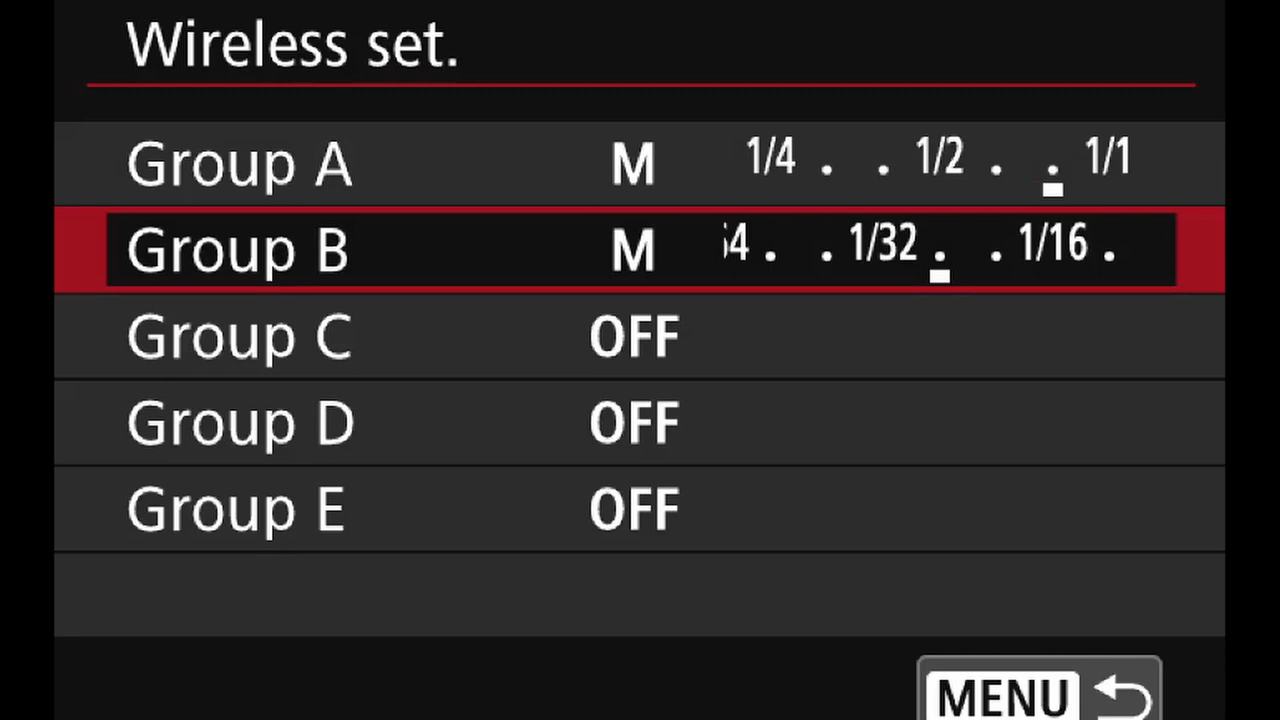 Wireless set.
Group A M 1/4 . . 1/2 . . 1/1
Group B M 4 . . 1/32 . . 1/16 .
Group C OFF
Group D OFF
Group E OFF
MENU